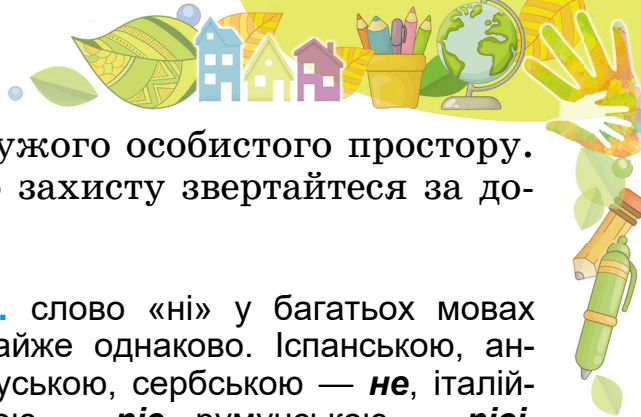 ужого особистого простору.
захисту звертайтеся за до-
. слово «ні» у багатьох мовах
айже однаково. Іспанською, ан-
уською, сербською — не, італій-